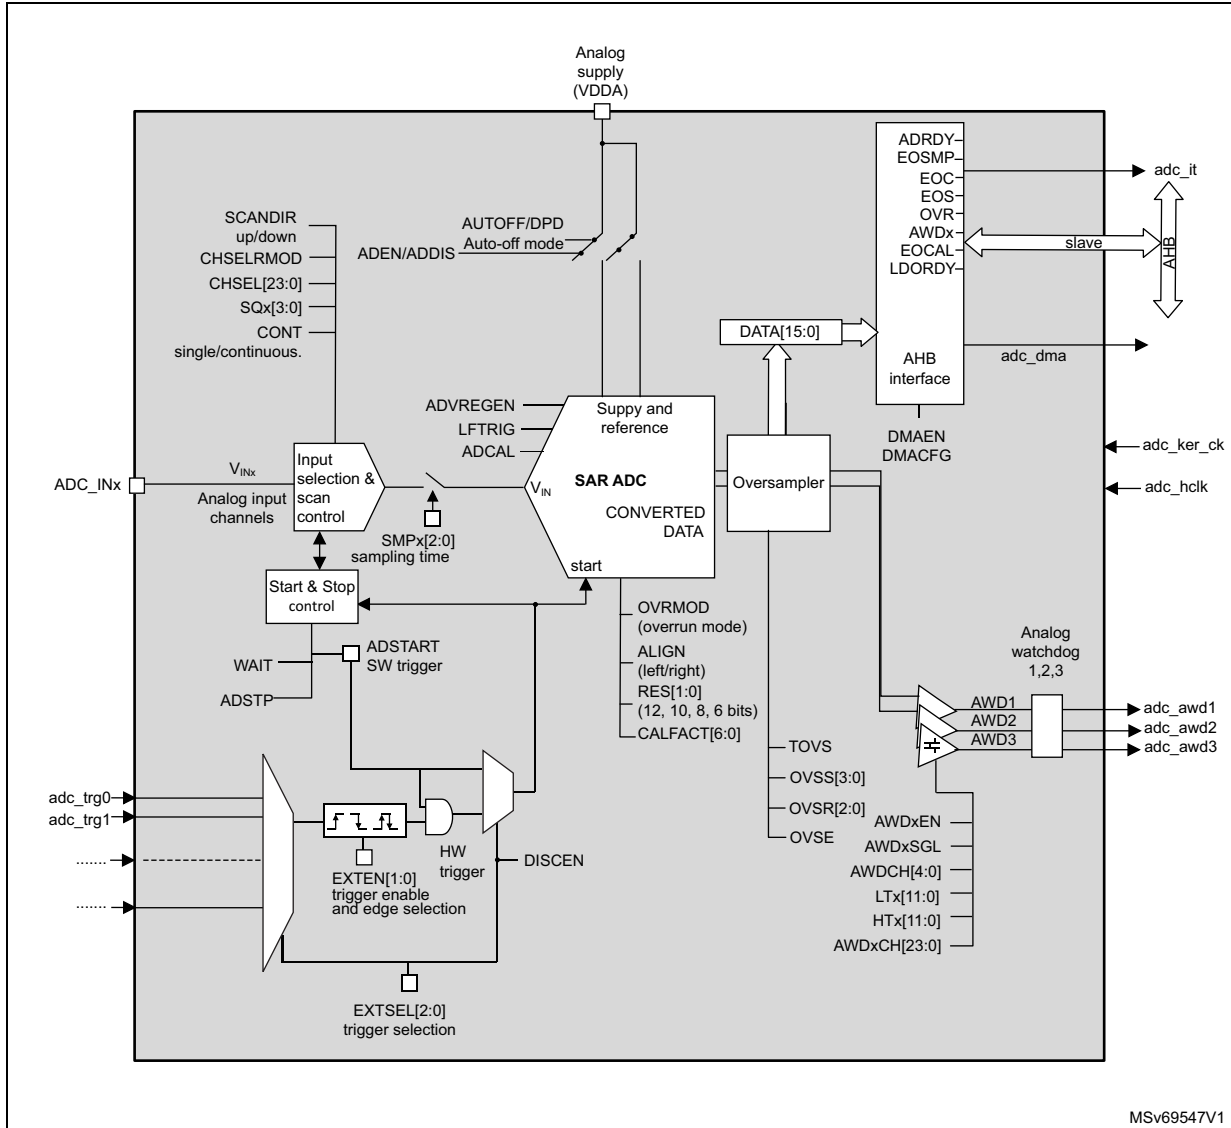 Analog
supply
(VDDA)
ADRDY
EOSMP
EOC
EOS
OVR
AWDx
EOCAL
LDORDY
adc_it
slave
AHB
SCANDIR
up/down
CHSELRMOD
CHSEL[23:0]
SQx[3:0]
CONT
single/continuous.
AUTOFF/DPD
Auto-off mode
ADEN/ADDIS
DATA[15:0]
AHB
interface
adc_dma
DMAEN
DMACFG
adc_ker_ck
adc_hclk
ADVREGEN
LFTRIG
ADCAL
Suppy and
reference
SAR ADC
VIN
CONVERTED
DATA
start
Oversampler
ADC_INx
VINx
Analog input
channels
Input
selection &
scan
control
SMPx[2:0]
sampling time
Start & Stop
control
OVRMOD
(overrun mode)
ALIGN
(left/right)
RES[1:0]
(12, 10, 8, 6 bits)
CALFACT[6:0]
WAIT
ADSTP
ADSTART
SW trigger
Analog
watchdog
1,2,3
AWD1
AWD2
AWD3
adc_awd1
adc_awd2
adc_awd3
TOVS
OVSS[3:0]
OVSR[2:0]
OVSE
AWDxEN
AWDxSGL
AWDCH[4:0]
LTx[11:0]
HTx[11:0]
AWDxCH[23:0]
adc_trg0
adc_trg1
.......
.......
HW
trigger
DISCEN
EXTEN[1:0]
trigger enable
and edge selection
EXTSEL[2:0]
trigger selection
MSv69547V1